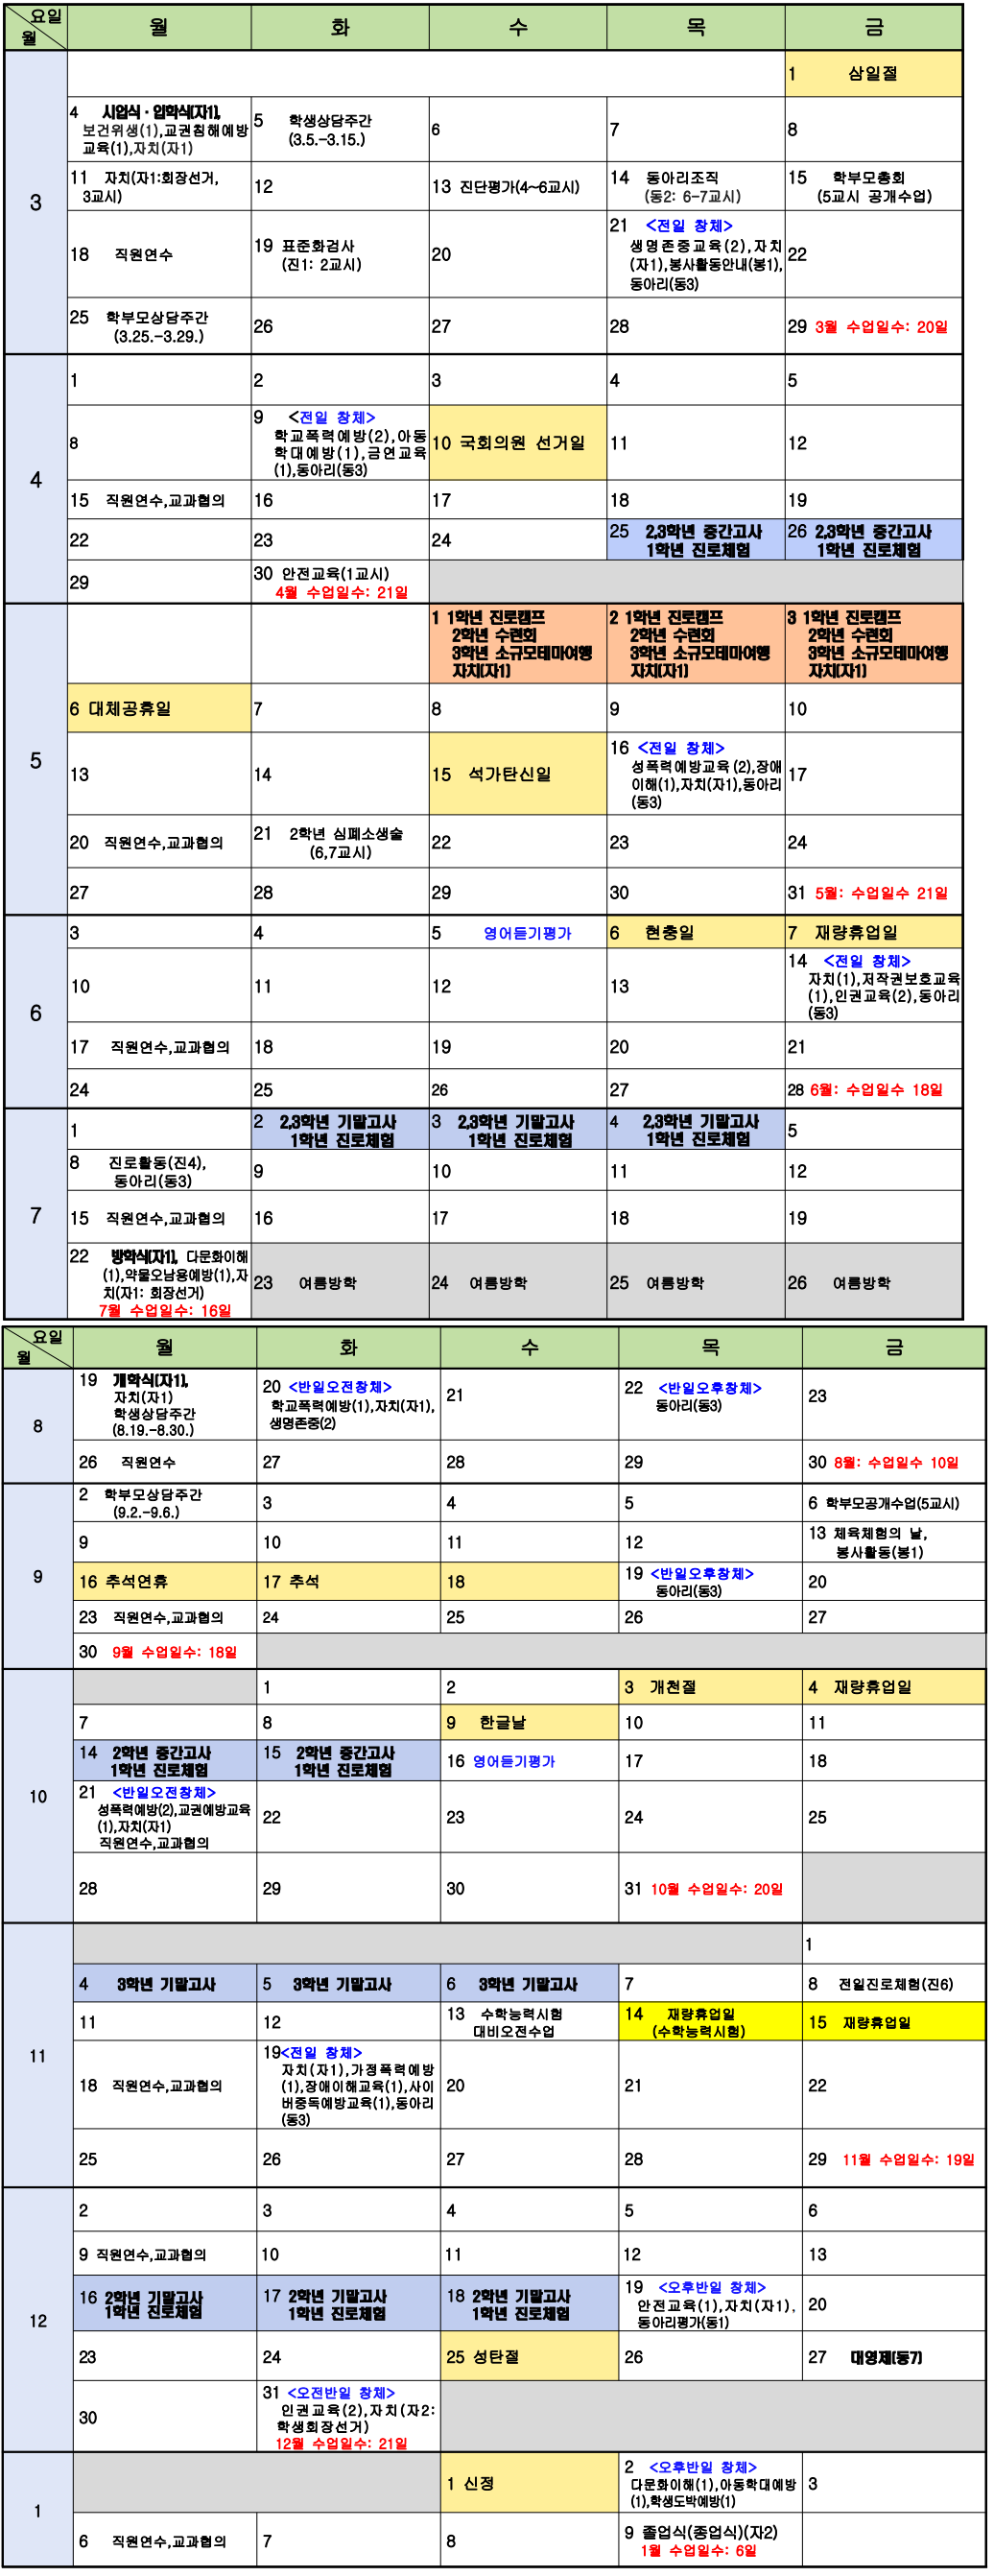 요일
월
월 화 수 목 금
3
1 삼일절
4 시업식·입학식(자1),
보건위생(1),교권침해예방
교육(1),자치(자1)
5 학생상담주간
(3.5.-3.15.)
6
7
8
11 자치(자1:회장선거,
3교시)
12
13 진단평가(4~6교시)
14 동아리조직
(동2: 6-7교시)
15 학부모총회
(5교시 공개수업)
18 직원연수
19 표준화검사
(진1: 2교시)
20
21 <전일 창체>
생명존중교육(2),자치
(자1),봉사활동안내(봉1),
동아리(동3)
22
25 학부모상담주간
(3.25.-3.29.)
26
27
28
29 3월 수업일수: 20일
4
1
2
3
4
5
8
9 <전일 창체>
학교폭력예방(2),아동
학대예방(1),금연교육
(1),동아리(동3)
10 국회의원 선거일
11
12
15 직원연수,교과협의
16
17
18
19
22
23
24
25 2,3학년 중간고사
1학년 진로체험
26 2,3학년 중간고사
1학년 진로체험
29
30 안전교육(1교시)
4월 수업일수: 21일
5
1 1학년 진로캠프
2학년 수련회
3학년 소규모테마여행
자치(자1)
2 1학년 진로캠프
2학년 수련회
3학년 소규모테마여행
자치(자1)
3 1학년 진로캠프
2학년 수련회
3학년 소규모테마여행
자치(자1)
6 대체공휴일
7
8
9
10
13
14
15 석가탄신일
16 <전일 창체>
성폭력예방교육(2),장애
이해(1),자치(자1),동아리
(동3)
17
20 직원연수,교과협의
21 2학년 심폐소생술
(6,7교시)
22
23
24
27
28
29
30
31 5월: 수업일수 21일
6
3
4
5 영어듣기평가
6 현충일
7 재량휴업일
10
11
12
13
14 <전일 창체>
자치(1),저작권보호교육
(1),인권교육(2),동아리
(동3)
17 직원연수,교과협의
18
19
20
21
24
25
26
27
28 6월: 수업일수 18일
7
1
2 2,3학년 기말고사
1학년 진로체험
3 2,3학년 기말고사
1학년 진로체험
4 2,3학년 기말고사
1학년 진로체험
5
8 진로활동(진4),
동아리(동3)
9
10
11
12
15 직원연수,교과협의
16
17
18
19
22 방학식(자1), 다문화이해
(1),약물오남용예방(1),자
치(자1: 회장선거)
7월 수업일수: 16일
23 여름방학
24 여름방학
25 여름방학
26 여름방학
요일
월
월 화 수 목 금
8
19 개학식(자1),
자치(자1)
학생상담주간
(8.19.-8.30.)
20 <반일오전창체>
학교폭력예방(1),자치(자1),
생명존중(2)
21
22 <반일오후창체>
동아리(동3)
23
26 직원연수
27
28
29
30 8월: 수업일수 10일
9
2 학부모상담주간
(9.2.-9.6.)
3
4
5
6 학부모공개수업(5교시)
9
10
11
12
13 체육체험의 날,
봉사활동(봉1)
16 추석연휴
17 추석
18
19 <반일오후창체>
동아리(동3)
20
23 직원연수,교과협의
24
25
26
27
30 9월 수업일수: 18일
10
1
2
3 개천절
4 재량휴업일
7
8
9 한글날
10
11
14 2학년 중간고사
1학년 진로체험
15 2학년 중간고사
1학년 진로체험
16 영어듣기평가
17
18
21 <반일오전창체>
성폭력예방(2),교권예방교육
(1),자치(자1)
직원연수,교과협의
22
23
24
25
28
29
30
31 10월 수업일수: 20일
11
1
4 3학년 기말고사
5 3학년 기말고사
6 3학년 기말고사
7
8 전일진로체험(진6)
11
12
13 수학능력시험
대비오전수업
14 재량휴업일
(수학능력시험)
15 재량휴업일
18 직원연수,교과협의
19<전일 창체>
자치(자1),가정폭력예방
(1),장애이해교육(1),사이
버중독예방교육(1),동아리
(동3)
20
21
22
25
26
27
28
29 11월 수업일수: 19일
12
2
3
4
5
6
9 직원연수,교과협의
10
11
12
13
16 2학년 기말고사
1학년 진로체험
17 2학년 기말고사
1학년 진로체험
18 2학년 기말고사
1학년 진로체험
19 <오후반일 창체>
안전교육(1),자치(자1),
동아리평가(동1)
20
23
24
25 성탄절
26
27 대영제(동7)
30
31 <오전반일 창체>
인권교육(2),자치(자2:
학생회장선거)
12월 수업일수: 21일
1
1 신정
2 <오후반일 창체>
다문화이해(1),아동학대예방
(1),학생도박예방(1)
3
6 직원연수,교과협의
7
8
9 졸업식(종업식)(자2)
1월 수업일수: 6일